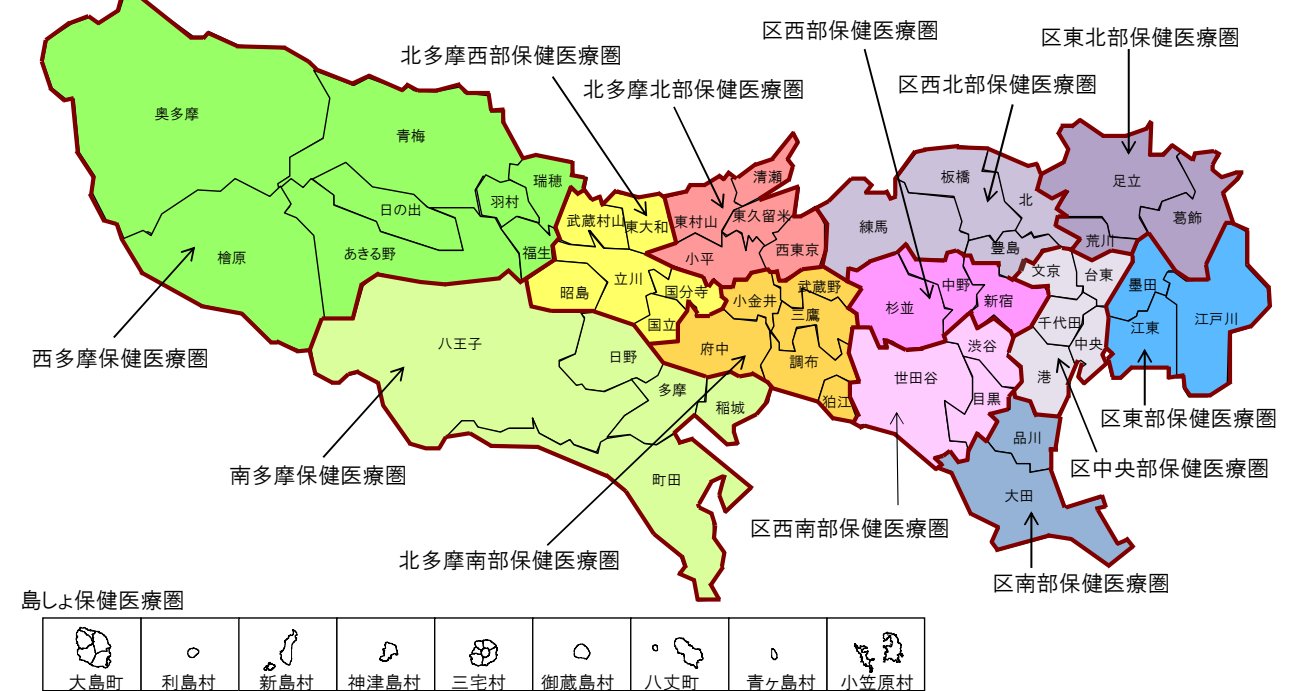 区西部保健医療圏
区東北部保健医療圏
北多摩西部保健医療圏
区西北部保健医療圏
北多摩北部保健医療圏
奥多摩
青梅
瑞穂
羽村
日の出
あきる野
福生
檜原
西多摩保健医療圏
武蔵村山
東大和
立川
昭島
国分寺
国立
清瀬
東村山
東久留米
小平
西東京
小金井
武蔵野
三鷹
府中
調布
狛江
八王子
日野
多摩
稲城
町田
南多摩保健医療圏
北多摩南部保健医療圏
板橋
北
練馬
豊島
足立
葛飾
荒川
杉並
中野
新宿
文京
台東
千代田
中央
港
墨田
江東
江戸川
渋谷
世田谷
目黒
品川
大田
区東部保健医療圏
区中央部保健医療圏
区西南部保健医療圏
区南部保健医療圏
島しょ保健医療圏
大島町
利島村
新島村
神津島村
三宅村
御蔵島村
八丈町
青ヶ島村
小笠原村